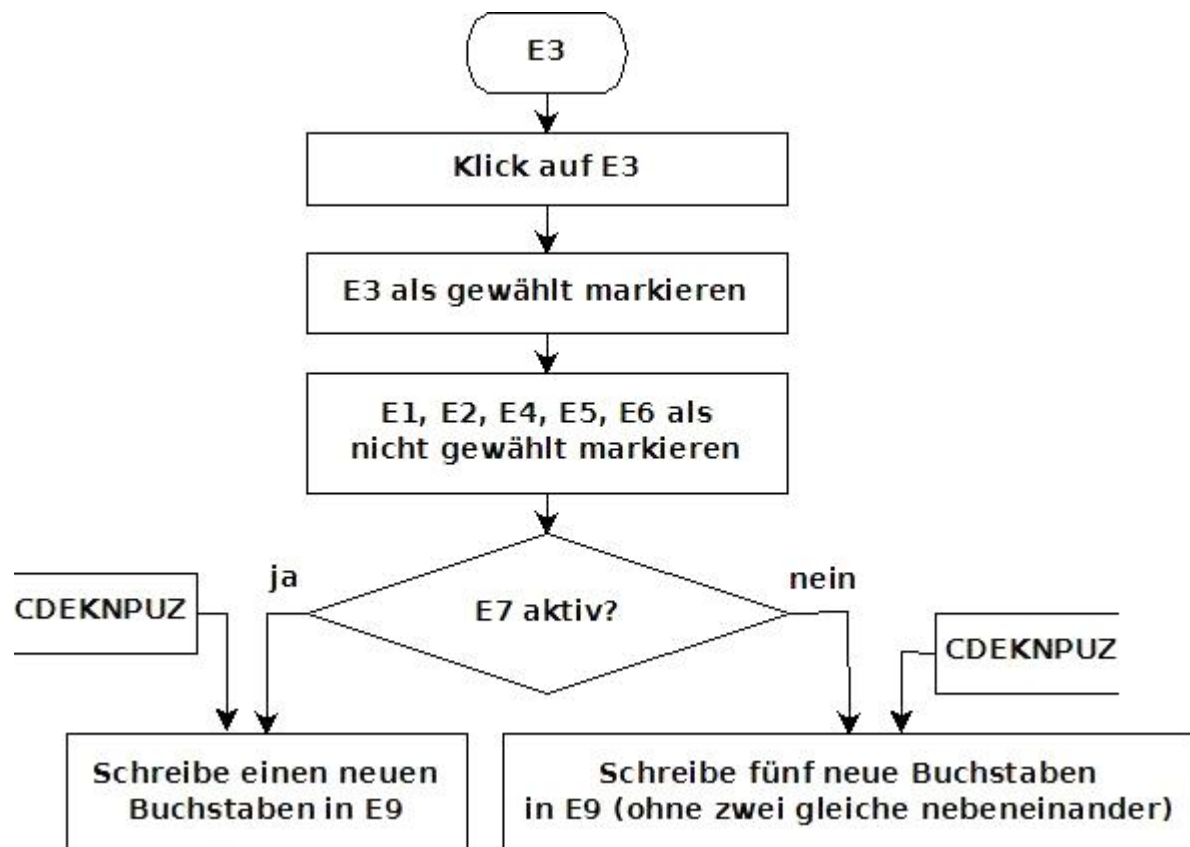 E3
Klick auf E3
E3 als gewählt markieren
E1, E2, E4, E5, E6 als
nicht gewählt markieren
E7 aktiv?
ja
nein
CDEKNPUZ
CDEKNPUZ
Schreibe einen neuen
Buchstaben in E9
Schreibe fünf neue Buchstaben
in E9 (ohne zwei gleiche nebeneinander)